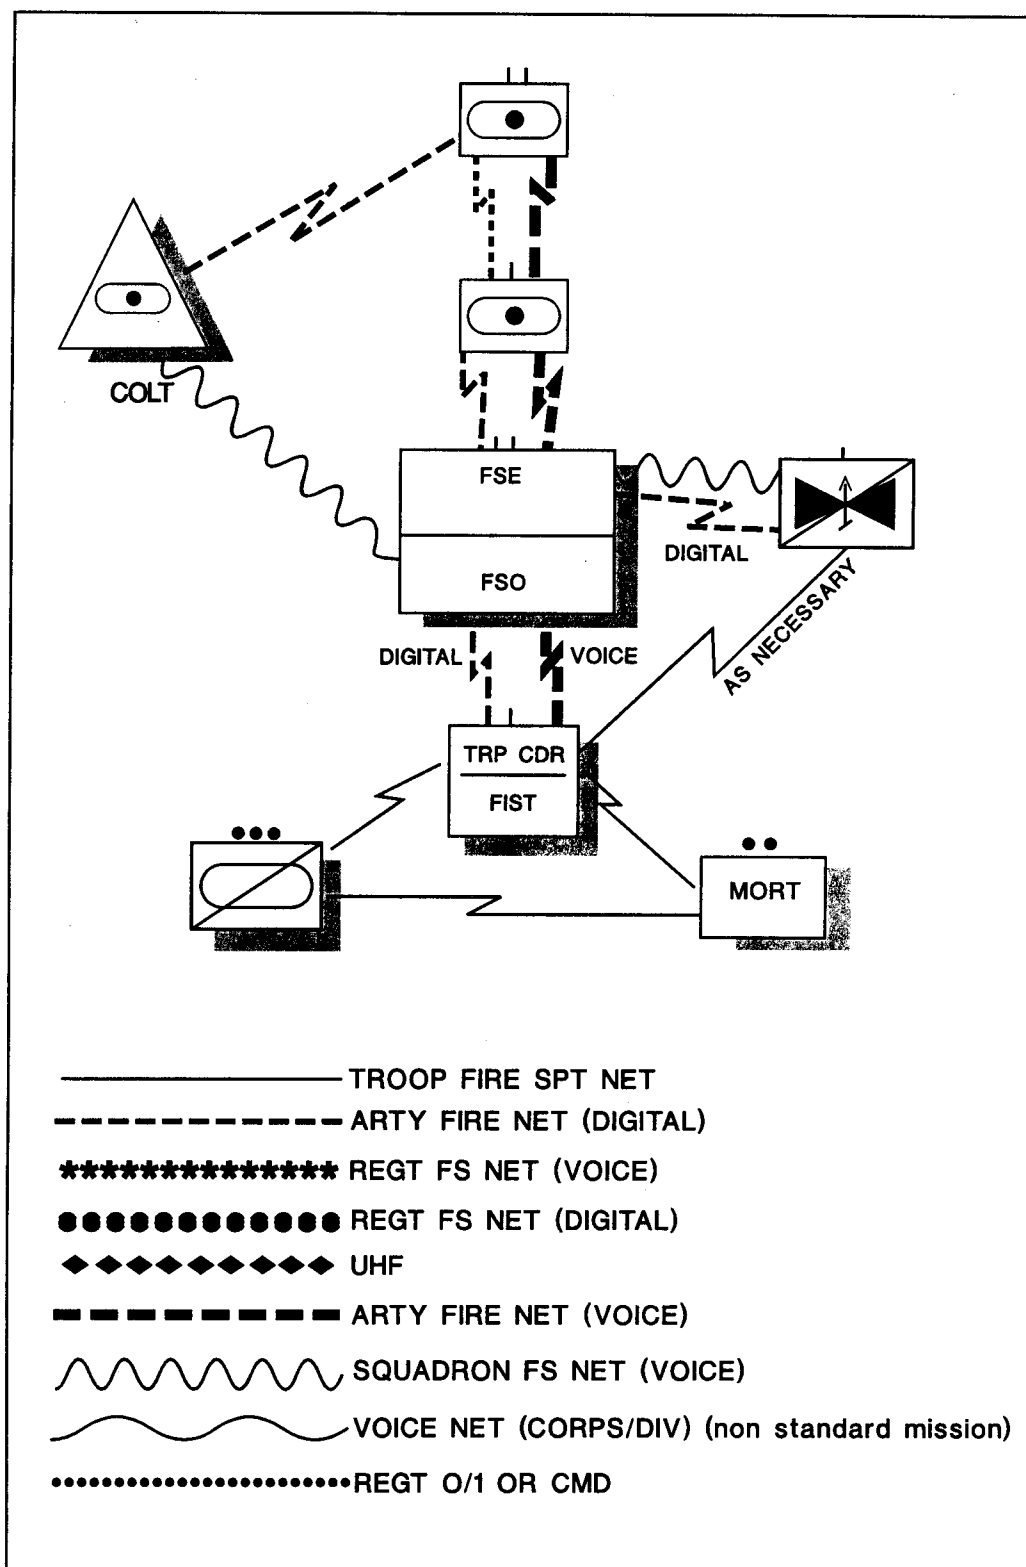 COLT
FSE
FSO
DIGITAL
AS NECESSARY
DIGITAL
VOICE
TRP CDR
FIST
MORT
TROOP FIRE SPT NET
ARTY FIRE NET (DIGITAL)
REGT FS NET (VOICE)
REGT FS NET (DIGITAL)
UHF
ARTY FIRE NET (VOICE)
SQUADRON FS NET (VOICE)
VOICE NET (CORPS/DIV) (non standard mission)
REGT O/1 OR CMD